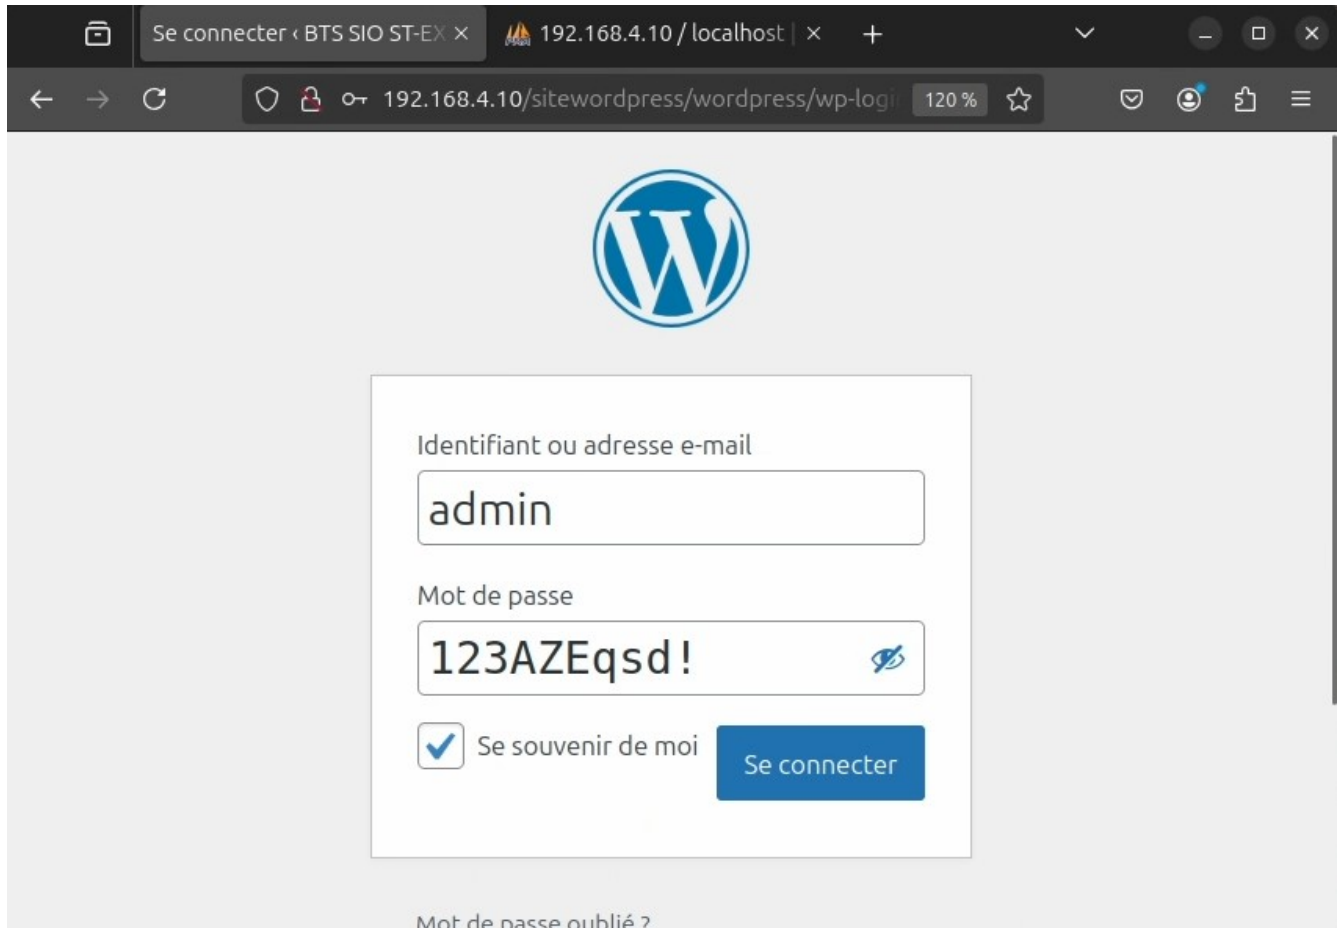 Se connecter ‹ BTS SIO ST-EX
192.168.4.10 / localhost |
192.168.4.10/sitewordpress/wordpress/wp-logi
120 %
Identifiant ou adresse e-mail
admin
Mot de passe
123AZEqsd!
Se souvenir de moi
Se connecter
Mot de passe oublié ?